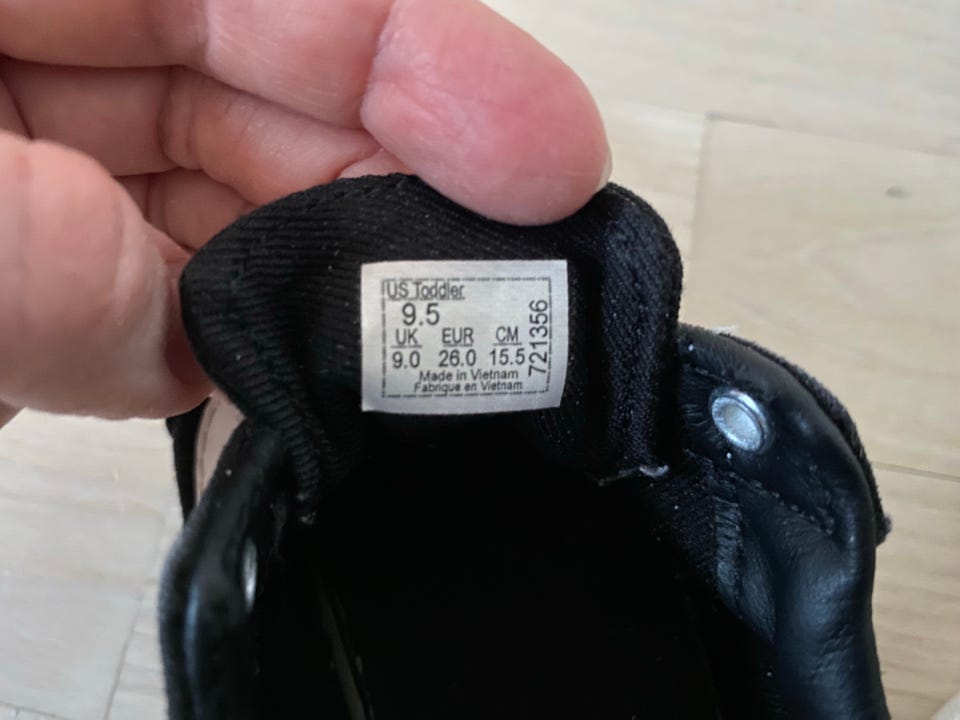 US Toddler
9.5
UK EUR CM
9.0 26.0 15.5
Made in Vietnam
Fabrique en Vietnam
721356